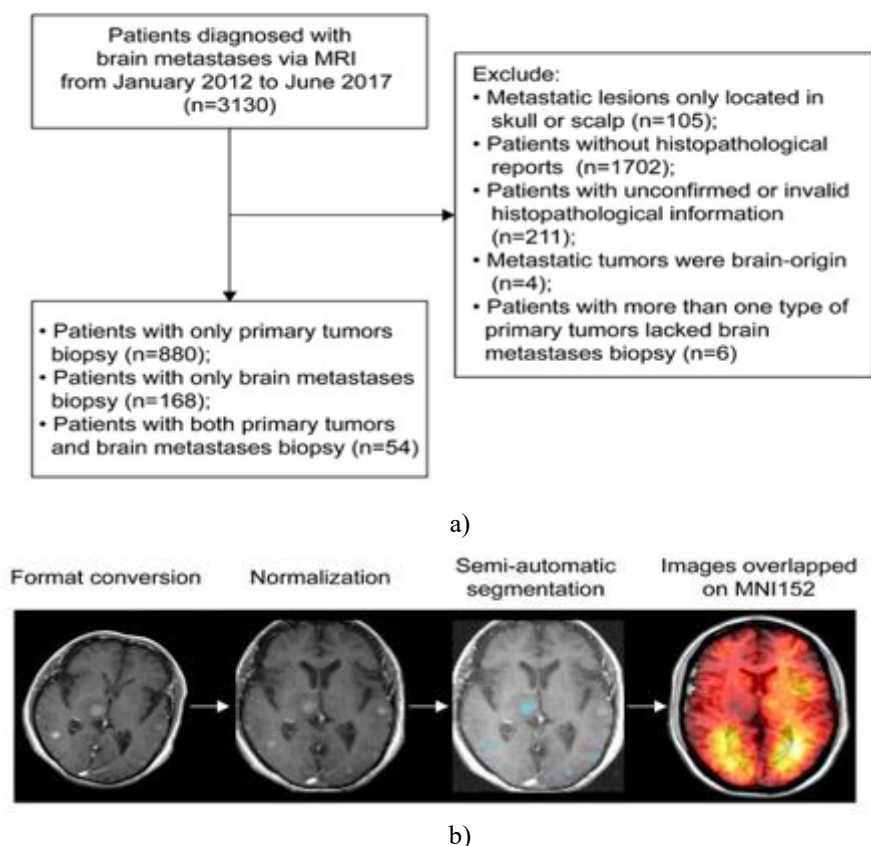 Patients diagnosed with
brain metastases via MRI
from January 2012 to June 2017
(n=3130)
Exclude:
• Metastatic lesions only located in
skull or scalp (n=105);
• Patients without histopathological
reports (n=1702);
• Patients with unconfirmed or invalid
histopathological information
(n=211);
• Metastatic tumors were brain-origin
(n=4);
• Patients with more than one type of
primary tumors lacked brain
metastases biopsy (n=6)
• Patients with only primary tumors
biopsy (n=880);
• Patients with only brain metastases
biopsy (n=168);
• Patients with both primary tumors
and brain metastases biopsy (n=54)
a)
Format conversion
Normalization
Semi-automatic
segmentation
Images overlapped
on MNI152
b)